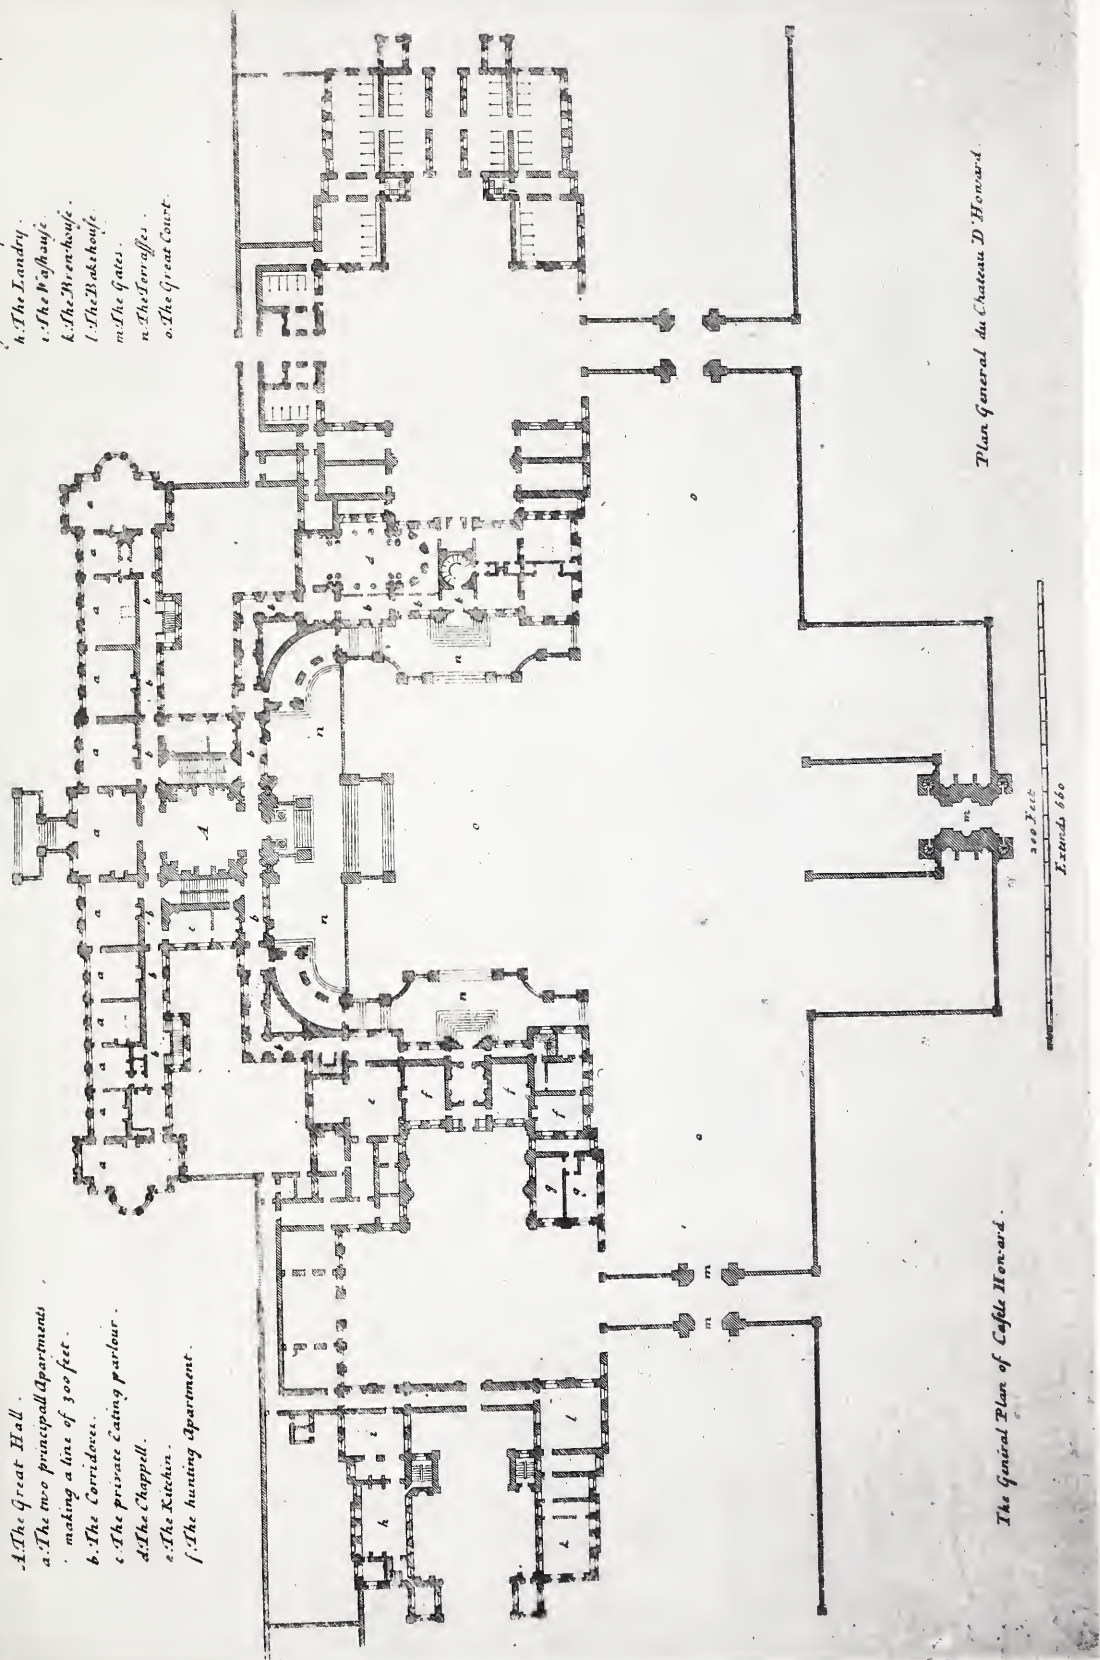 A. The Great Hall.
a. The two principall Apartments
making a line of 300 feet.
b. The Corridores.
c. The private Eating parlour.
d. The Chappell.
e. The Kitchin.
f. The hunting Apartment.
h. The Landry.
i. The Washouse.
k. The Brewhouse.
l. The Bakehouse.
m. The Gates.
n. The Terrasses.
o. The Great Court.
a
a
a
a
a
a
a
a
a
a
a
b
b
b
b
b
b
A
c
b
b
b
b
b
b
b
d
n
n
n
n
e
f
f
f
g
g
o
o
o
m
m
m
i
h
l
k
200 Feet
Extends 660
The General Plan of Castle Howard.
Plan General du Chateau D'Howard.